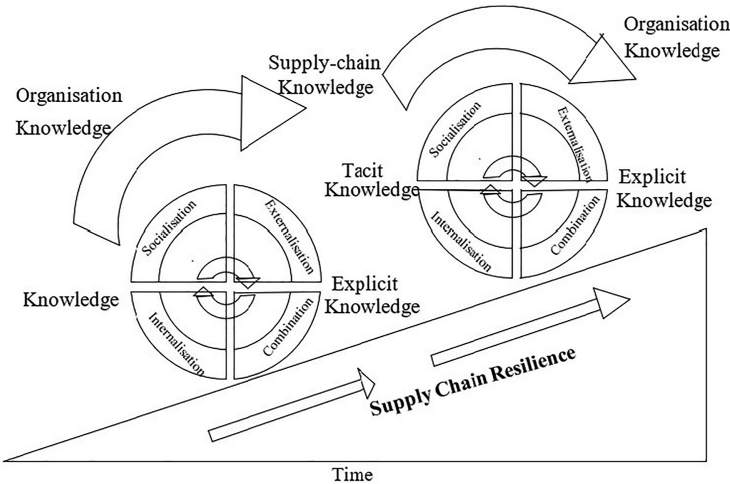 Organisation
Knowledge
Supply-chain
Knowledge
Organisation
Knowledge
Socialisation
Externalisation
Tacit
Knowledge
Explicit
Knowledge
Internalisation
Combination
Socialisation
Externalisation
Knowledge
Explicit
Knowledge
Internalisation
Combination
Supply Chain Resilience
Time